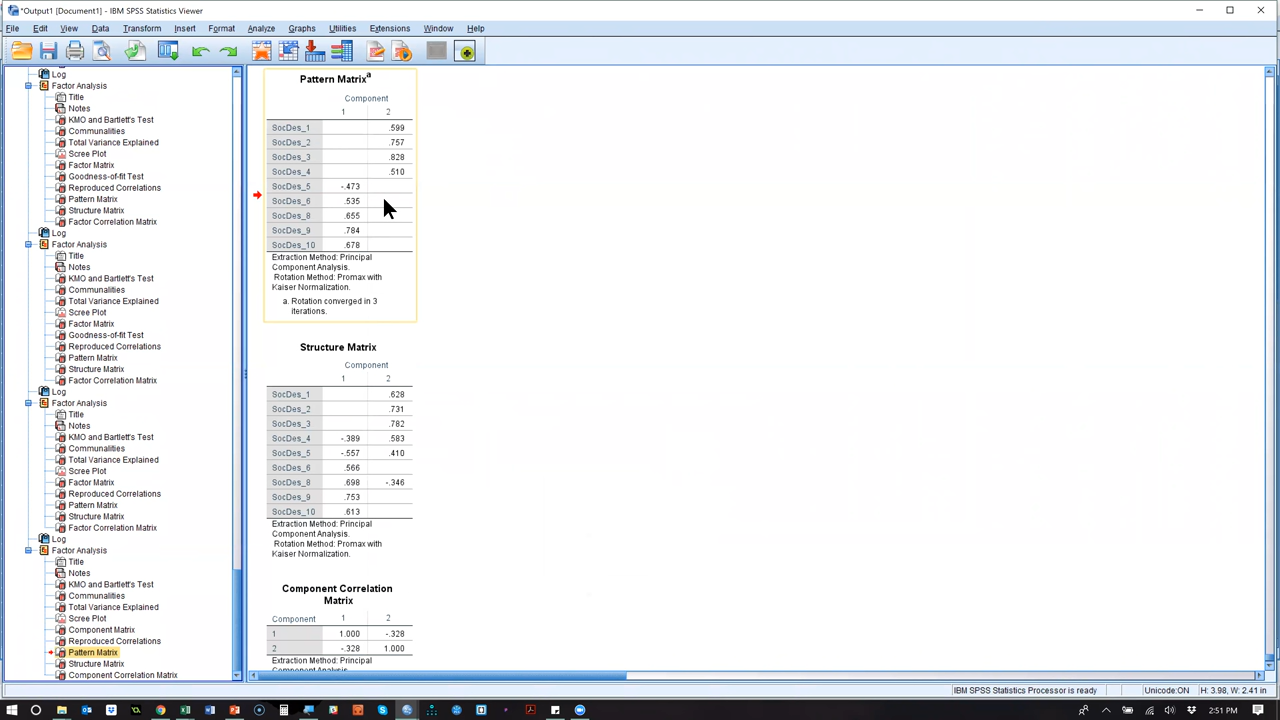 *Output1 [Document1] - IBM SPSS Statistics Viewer
File Edit View Data Transform Insert Format Analyze Graphs Utilities Extensions Window Help
Log
Factor Analysis
Title
Notes
KMO and Bartlett's Test
Communalities
Total Variance Explained
Scree Plot
Factor Matrix
Goodness-of-fit Test
Reproduced Correlations
Pattern Matrix
Structure Matrix
Factor Correlation Matrix
Log
Factor Analysis
Title
Notes
KMO and Bartlett's Test
Communalities
Total Variance Explained
Scree Plot
Factor Matrix
Goodness-of-fit Test
Reproduced Correlations
Pattern Matrix
Structure Matrix
Factor Correlation Matrix
Log
Factor Analysis
Title
Notes
KMO and Bartlett's Test
Communalities
Total Variance Explained
Scree Plot
Factor Matrix
Reproduced Correlations
Pattern Matrix
Structure Matrix
Factor Correlation Matrix
Log
Factor Analysis
Title
Notes
KMO and Bartlett's Test
Communalities
Total Variance Explained
Scree Plot
Component Matrix
Reproduced Correlations
Pattern Matrix
Structure Matrix
Component Correlation Matrix
Pattern Matrixa
Component
1 2
SocDes_1 .599
SocDes_2 .757
SocDes_3 .828
SocDes_4 .510
SocDes_5 -.473
SocDes_6 .535
SocDes_8 .655
SocDes_9 .784
SocDes_10 .678
Extraction Method: Principal
Component Analysis.
Rotation Method: Promax with
Kaiser Normalization.
a. Rotation converged in 3
iterations.
Structure Matrix
Component
1 2
SocDes_1 .628
SocDes_2 .731
SocDes_3 .782
SocDes_4 -.389 .583
SocDes_5 -.557 .410
SocDes_6 .566
SocDes_8 .698 -.346
SocDes_9 .753
SocDes_10 .613
Extraction Method: Principal
Component Analysis.
Rotation Method: Promax with
Kaiser Normalization.
Component Correlation
Matrix
Component 1 2
1 1.000 -.328
2 -.328 1.000
Extraction Method: Principal
Component Analysis.
IBM SPSS Statistics Processor is ready Unicode:ON H: 3.98, W: 2.41 in
2:51 PM